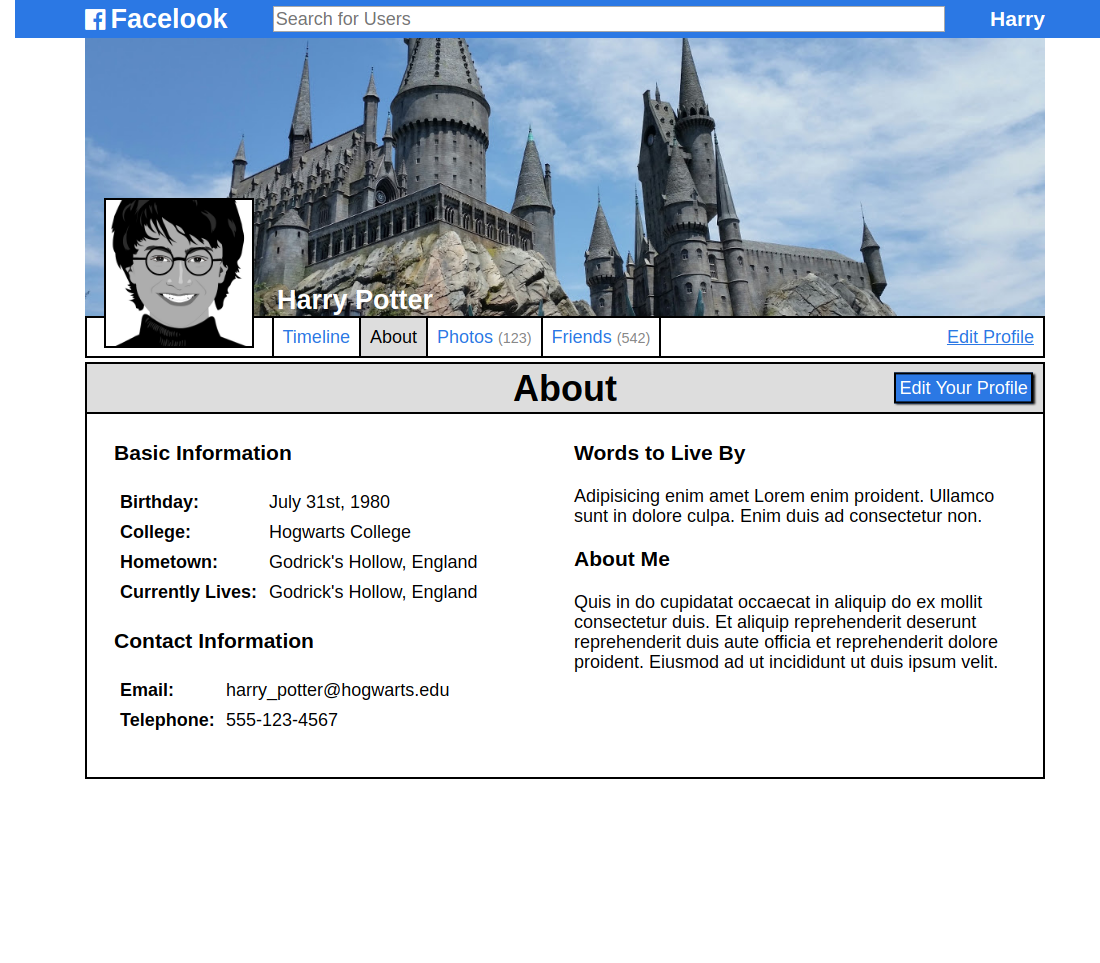 Facelook
Search for Users
Harry
Harry Potter
Timeline
About
Photos (123)
Friends (542)
Edit Profile
About
Edit Your Profile
Basic Information
Birthday: July 31st, 1980
College: Hogwarts College
Hometown: Godrick's Hollow, England
Currently Lives: Godrick's Hollow, England
Contact Information
Email: harry_potter@hogwarts.edu
Telephone: 555-123-4567
Words to Live By
Adipisicing enim amet Lorem enim proident. Ullamco
sunt in dolore culpa. Enim duis ad consectetur non.
About Me
Quis in do cupidatat occaecat in aliquip do ex mollit
consectetur duis. Et aliquip reprehenderit deserunt
reprehenderit duis aute officia et reprehenderit dolore
proident. Eiusmod ad ut incididunt ut duis ipsum velit.